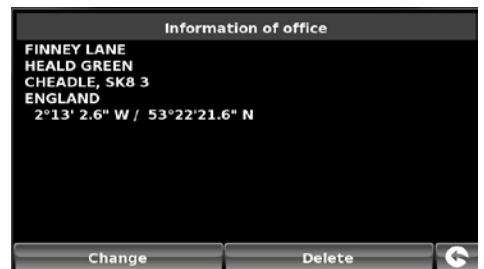 Information of office
FINNEY LANE
HEALD GREEN
CHEADLE, SK8 3
ENGLAND
2°13' 2.6" W / 53°22'21.6" N
Change
Delete